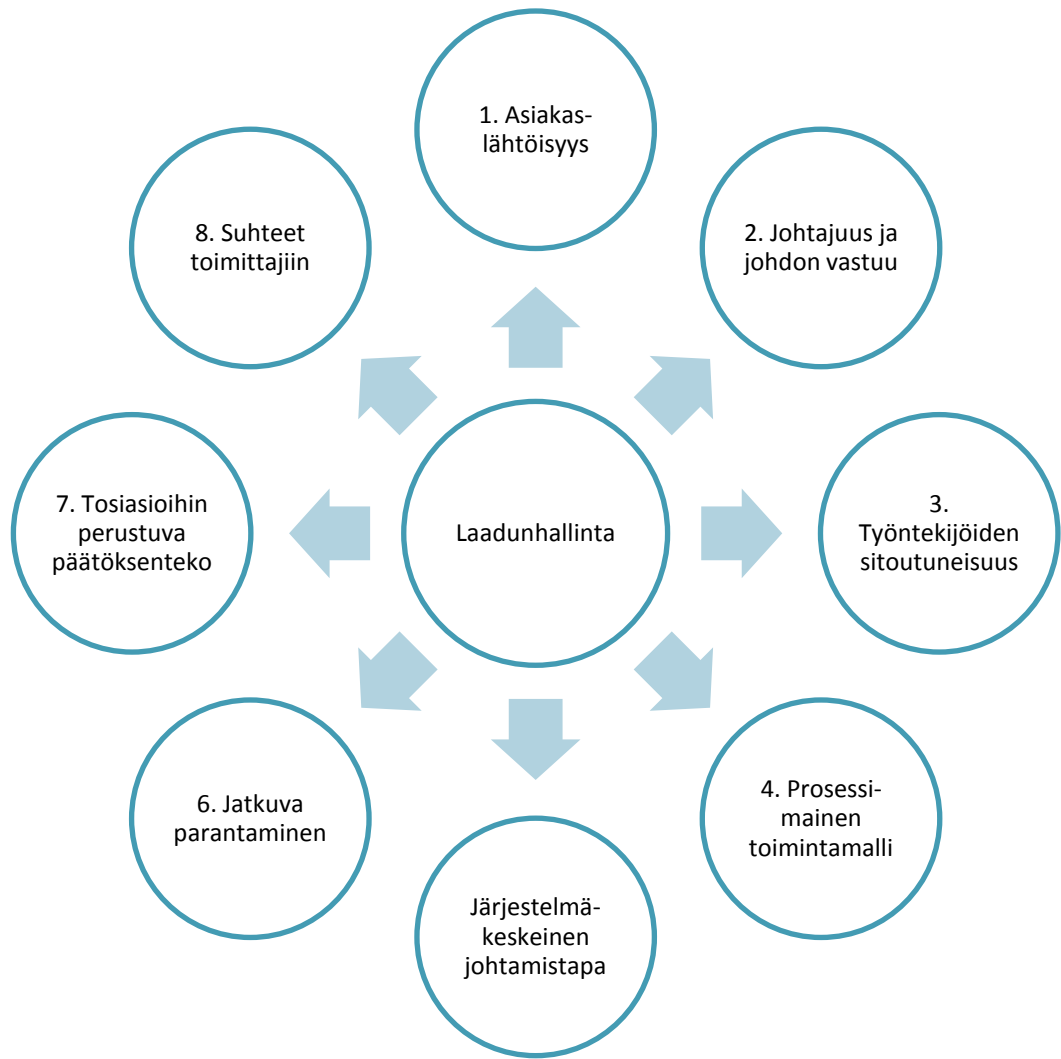 1. Asiakas-
lähtöisyys
2. Johtajuus ja
johdon vastuu
3.
Työntekijöiden
sitoutuneisuus
4. Prosessi-
mainen
toimintamalli
Järjestelmä-
keskeinen
johtamistapa
6. Jatkuva
parantaminen
7. Tosiasioihin
perustuva
päätöksenteko
8. Suhteet
toimittajiin
Laadunhallinta